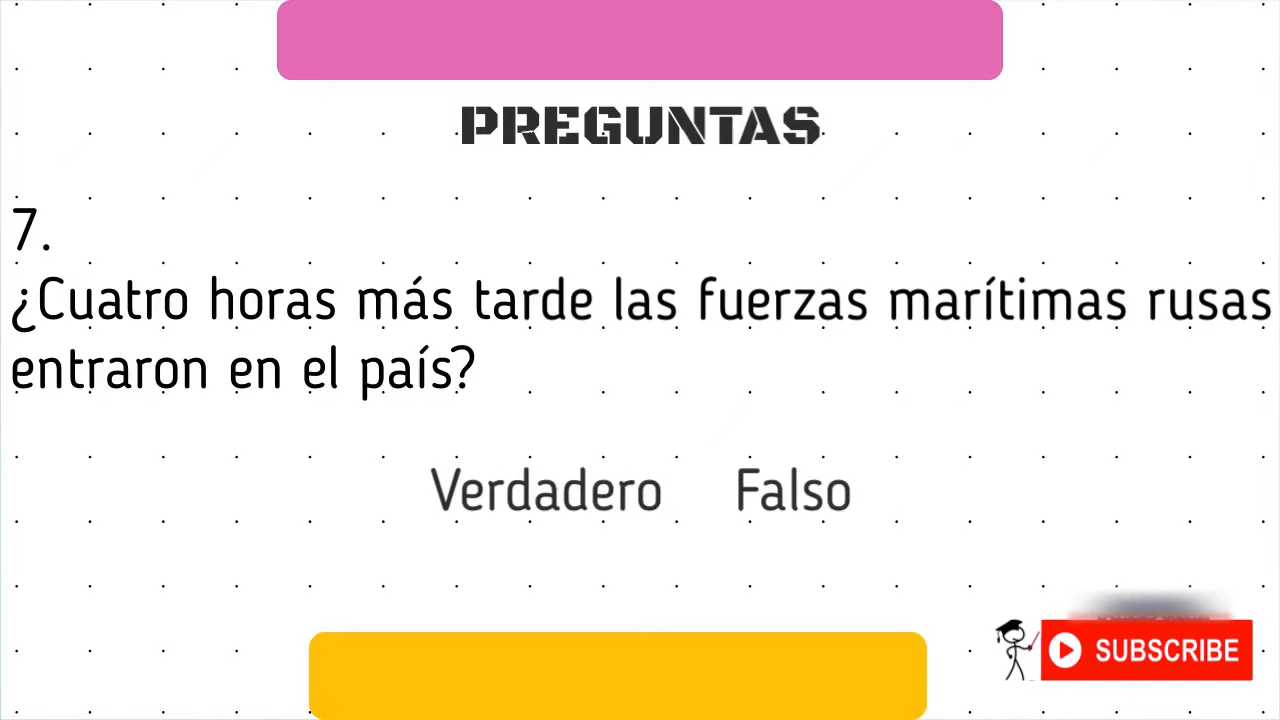 PREGUNTAS
7.
¿Cuatro horas más tarde las fuerzas marítimas rusas
entraron en el país?
Verdadero Falso
SUBSCRIBE